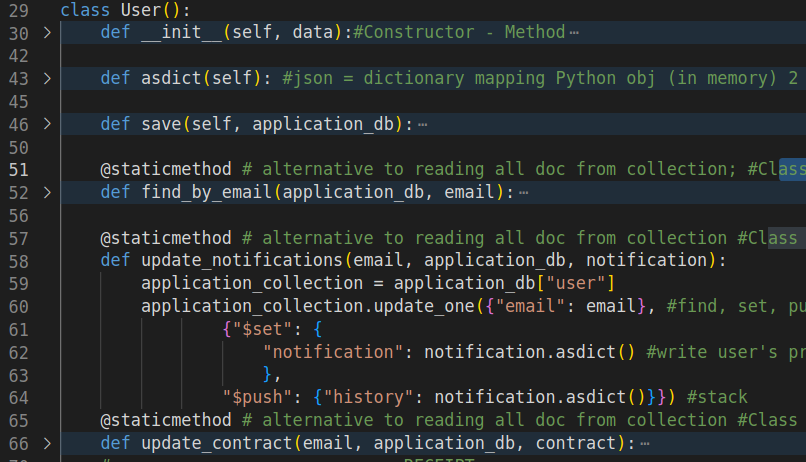 29 class User():
30 > def __init__(self, data):#Constructor - Method⋯
42
43 > def asdict(self): #json = dictionary mapping Python obj (in memory) 2
45
46 > def save(self, application_db):⋯
50
51 @staticmethod # alternative to reading all doc from collection; #Class
52 > def find_by_email(application_db, email):⋯
56
57 @staticmethod # alternative to reading all doc from collection #Class
58 def update_notifications(email, application_db, notification):
59 application_collection = application_db["user"]
60 application_collection.update_one({"email": email}, #find, set, pu
61 {"$set": {
62 "notification": notification.asdict() #write user's pr
63 },
64 "$push": {"history": notification.asdict()}}) #stack
65 @staticmethod # alternative to reading all doc from collection #Class
66 > def update_contract(email, application_db, contract):⋯
RECEIPT